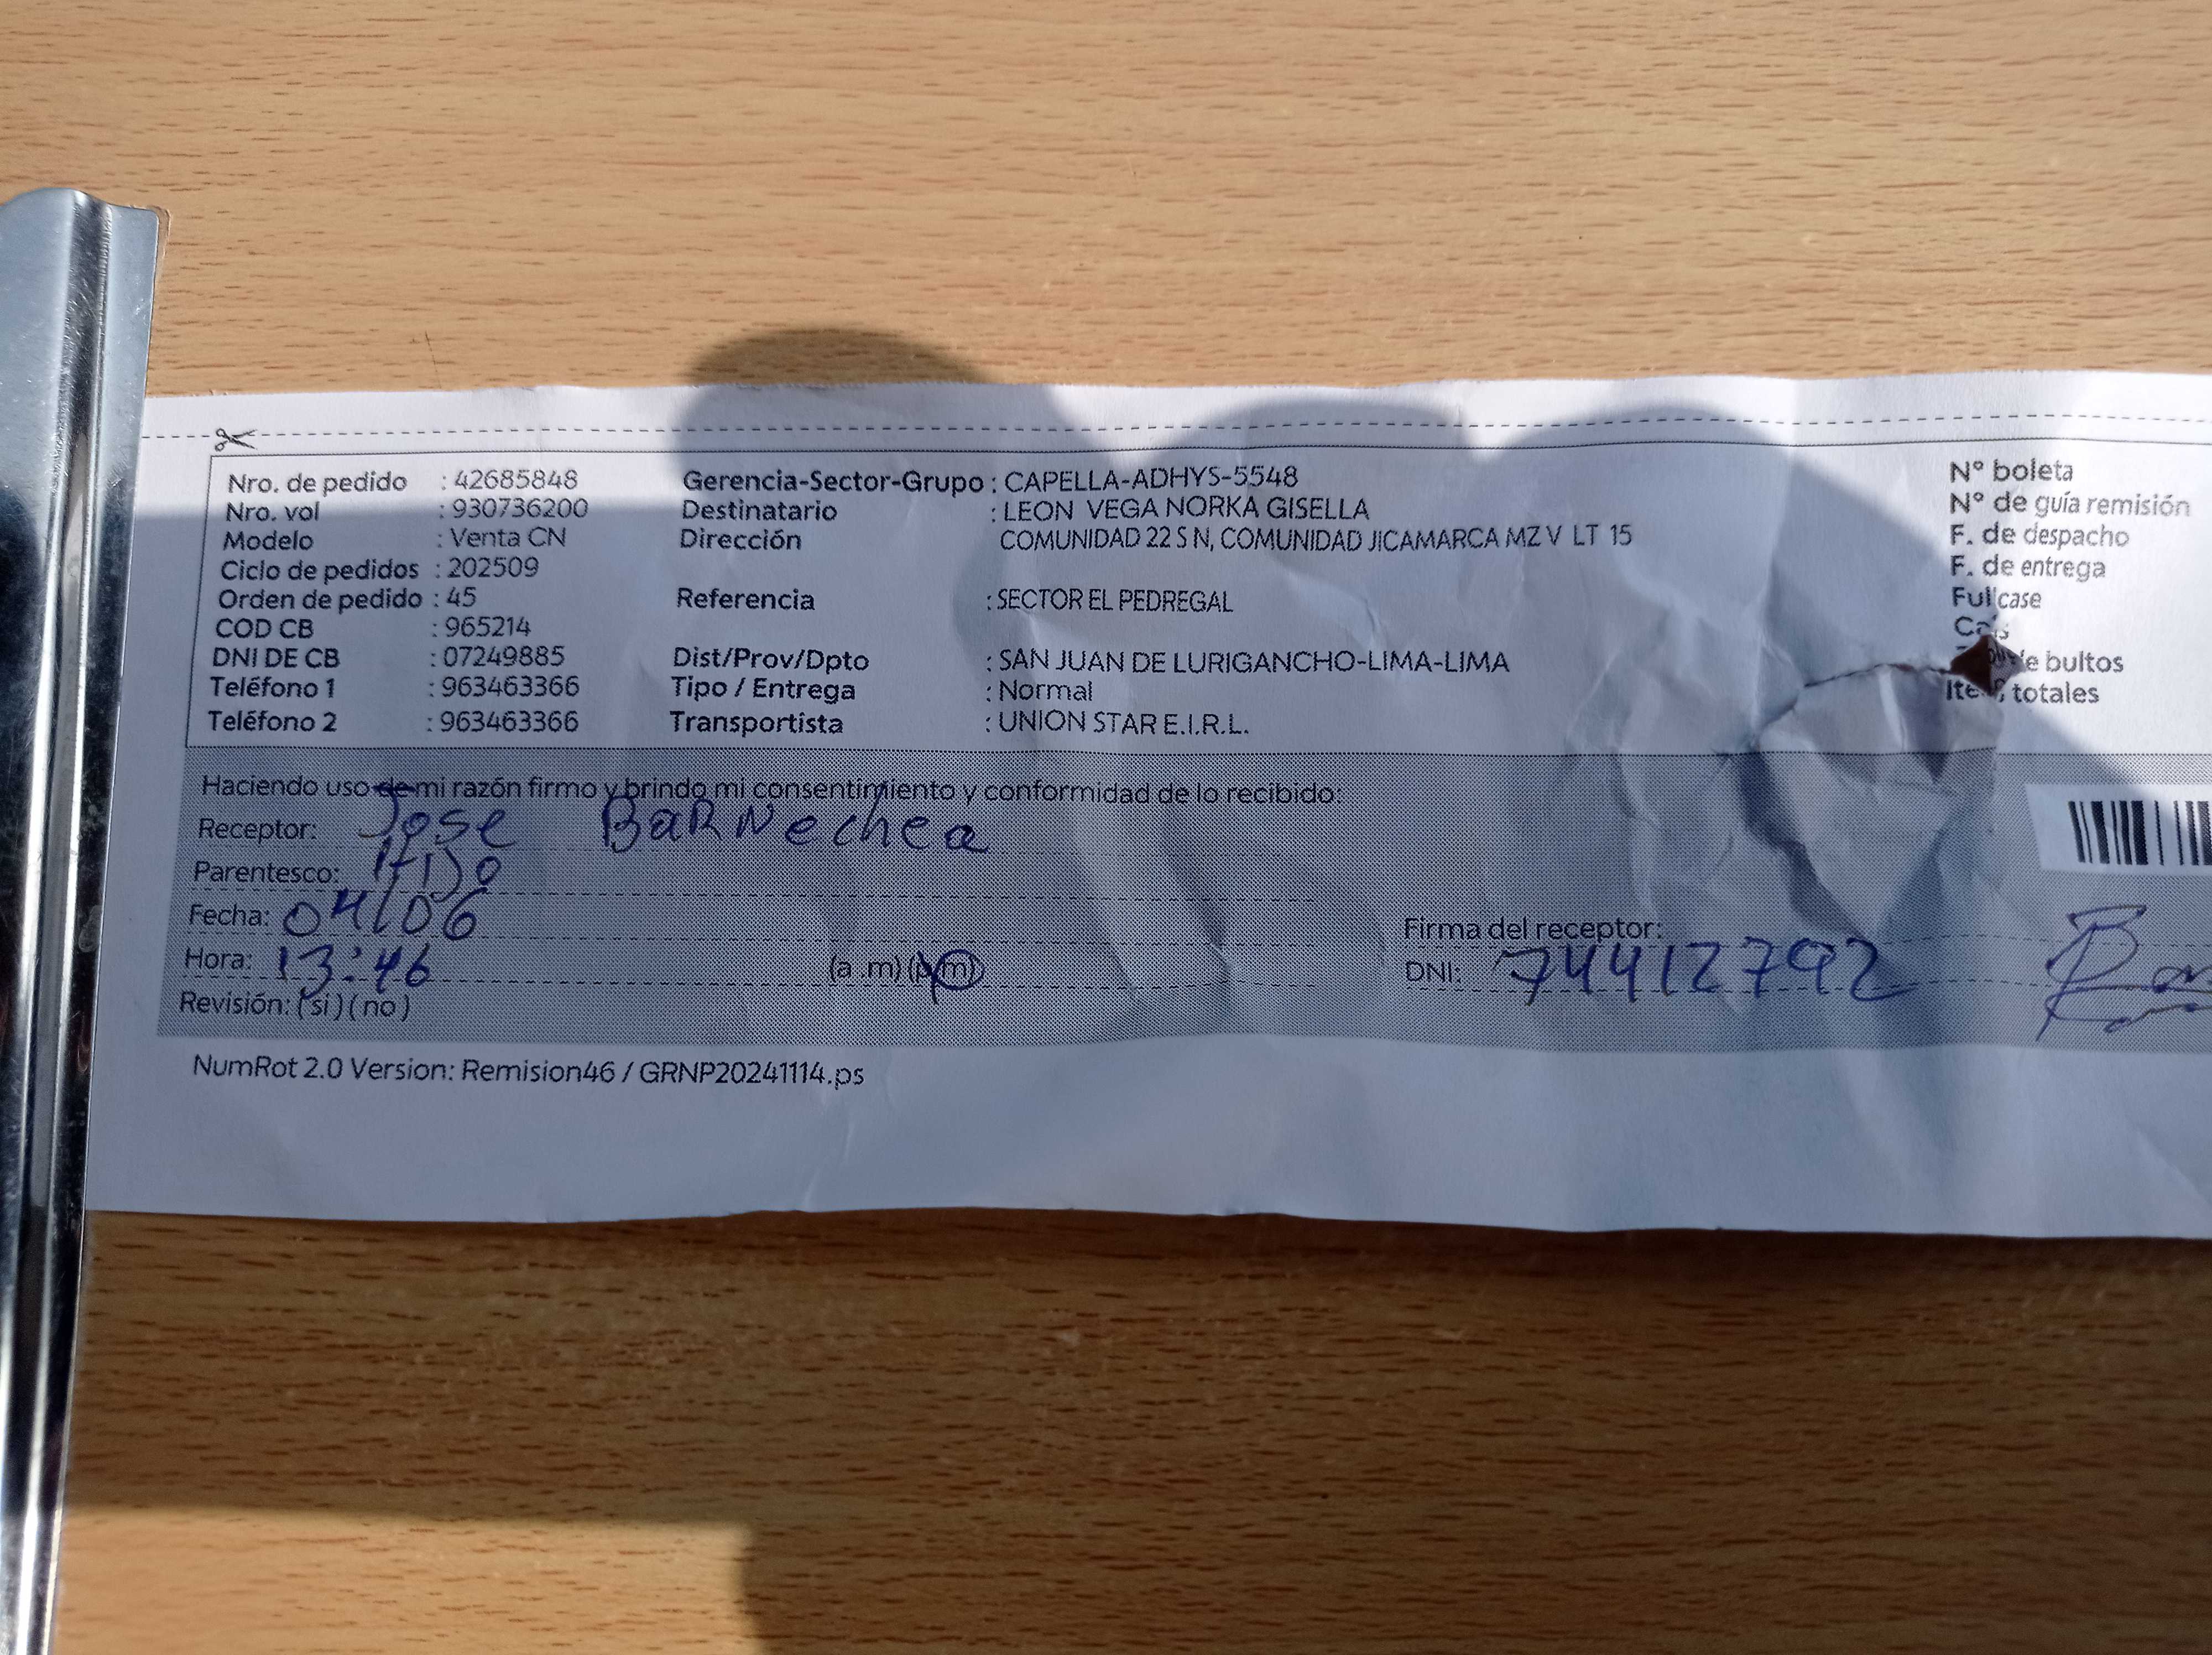 Nro. de pedido : 42685848 Gerencia-Sector-Grupo : CAPELLA-ADHYS-5548 N° boleta
Nro. vol : 930736200 Destinatario : LEON VEGA NORKA GISELLA N° de guía remisión
Modelo : Venta CN Dirección COMUNIDAD 22 S N, COMUNIDAD JICAMARCA MZ V LT 15 F. de despacho
Ciclo de pedidos : 202509 F. de entrega
Orden de pedido : 45 Referencia : SECTOR EL PEDREGAL Fullcase
COD CB : 965214
DNI DE CB : 07249885 Dist/Prov/Dpto : SAN JUAN DE LURIGANCHO-LIMA-LIMA de bultos
Teléfono 1 : 963463366 Tipo / Entrega : Normal Items totales
Teléfono 2 : 963463366 Transportista : UNION STAR E.I.R.L.
Haciendo uso de mi razón firmo y brindo mi consentimiento y conformidad de lo recibido:
Receptor: Jose BaRNechea
Parentesco: HIJO
Fecha: 04/06 Firma del receptor:
Hora: 13:46 (a .m) (p.m) DNI: 74412792
Revisión: (si) (no)
NumRot 2.0 Version: Remision46 / GRNP20241114.ps